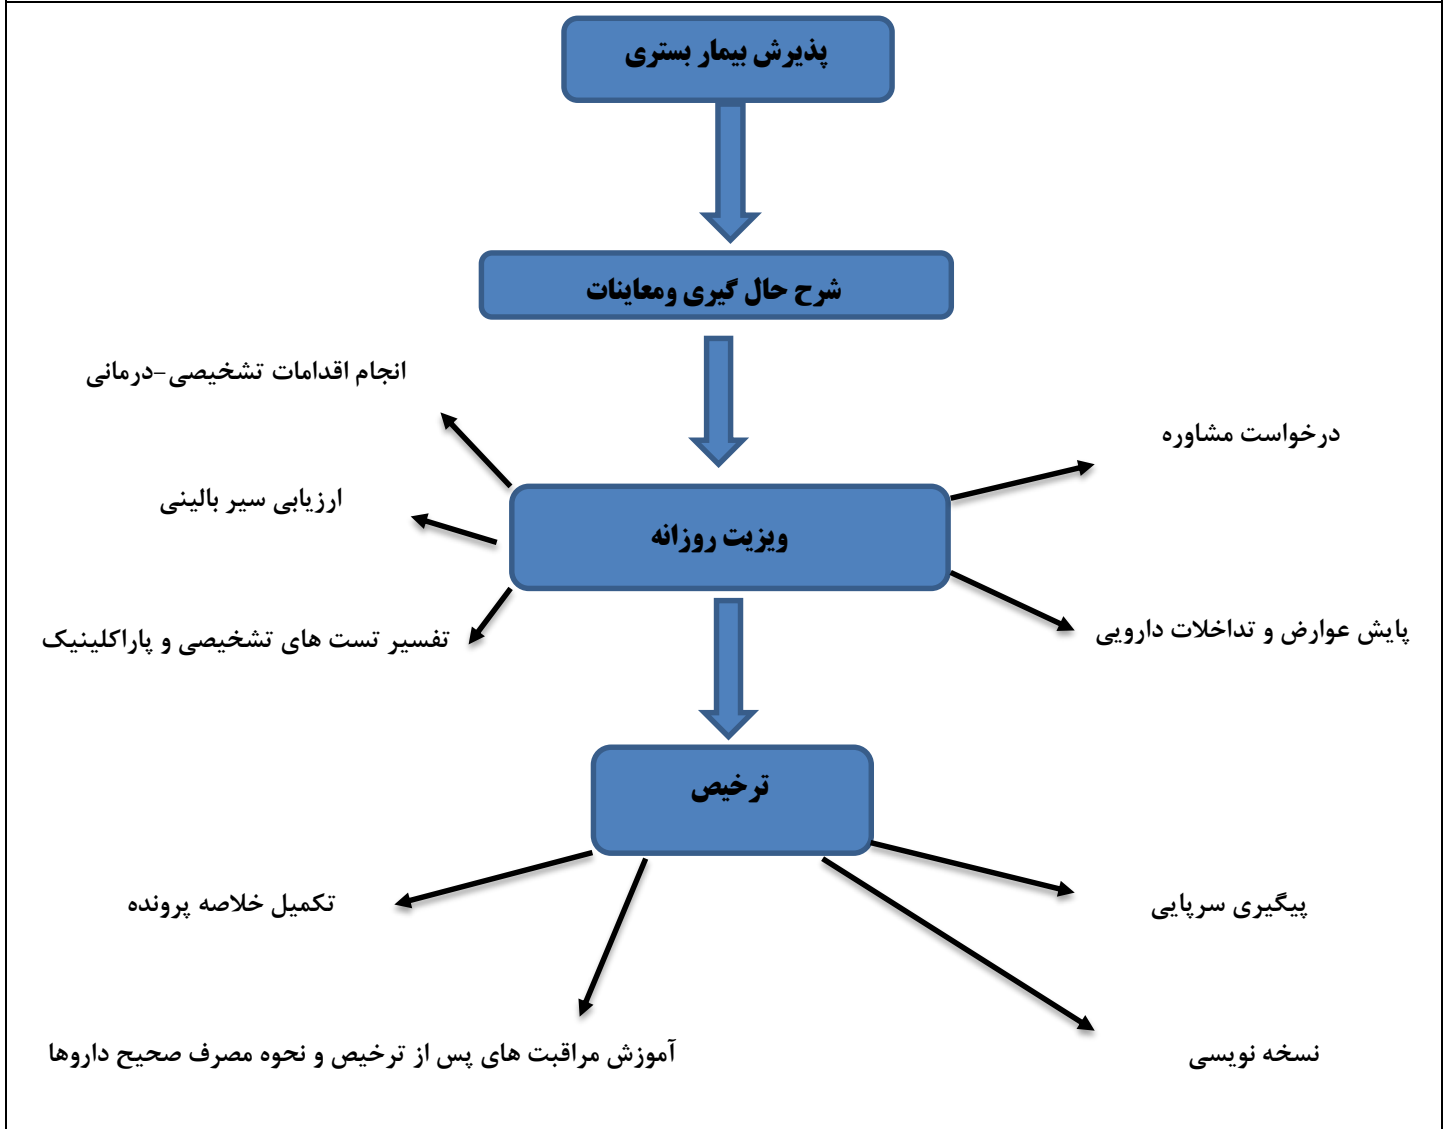 پذیرش بیمار بستری
شرح حال گیری ومعاینات
انجام اقدامات تشخیصی-درمانی
درخواست مشاوره
ارزیابی سیر بالینی
ویزیت روزانه
پایش عوارض و تداخلات دارویی
تفسیر تست های تشخیصی و پاراکلینیک
ترخیص
پیگیری سرپایی
تکمیل خلاصه پرونده
نسخه نویسی
آموزش مراقبت های پس از ترخیص و نحوه مصرف صحیح داروها